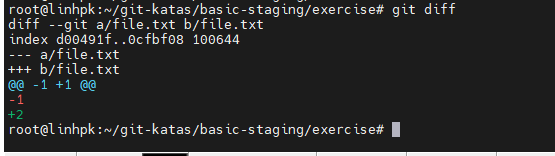 root@linhpk:~/git-katas/basic-staging/exercise# git diff
diff --git a/file.txt b/file.txt
index d00491f..0cfbf08 100644
--- a/file.txt
+++ b/file.txt
@@ -1 +1 @@
-1
+2
root@linhpk:~/git-katas/basic-staging/exercise#